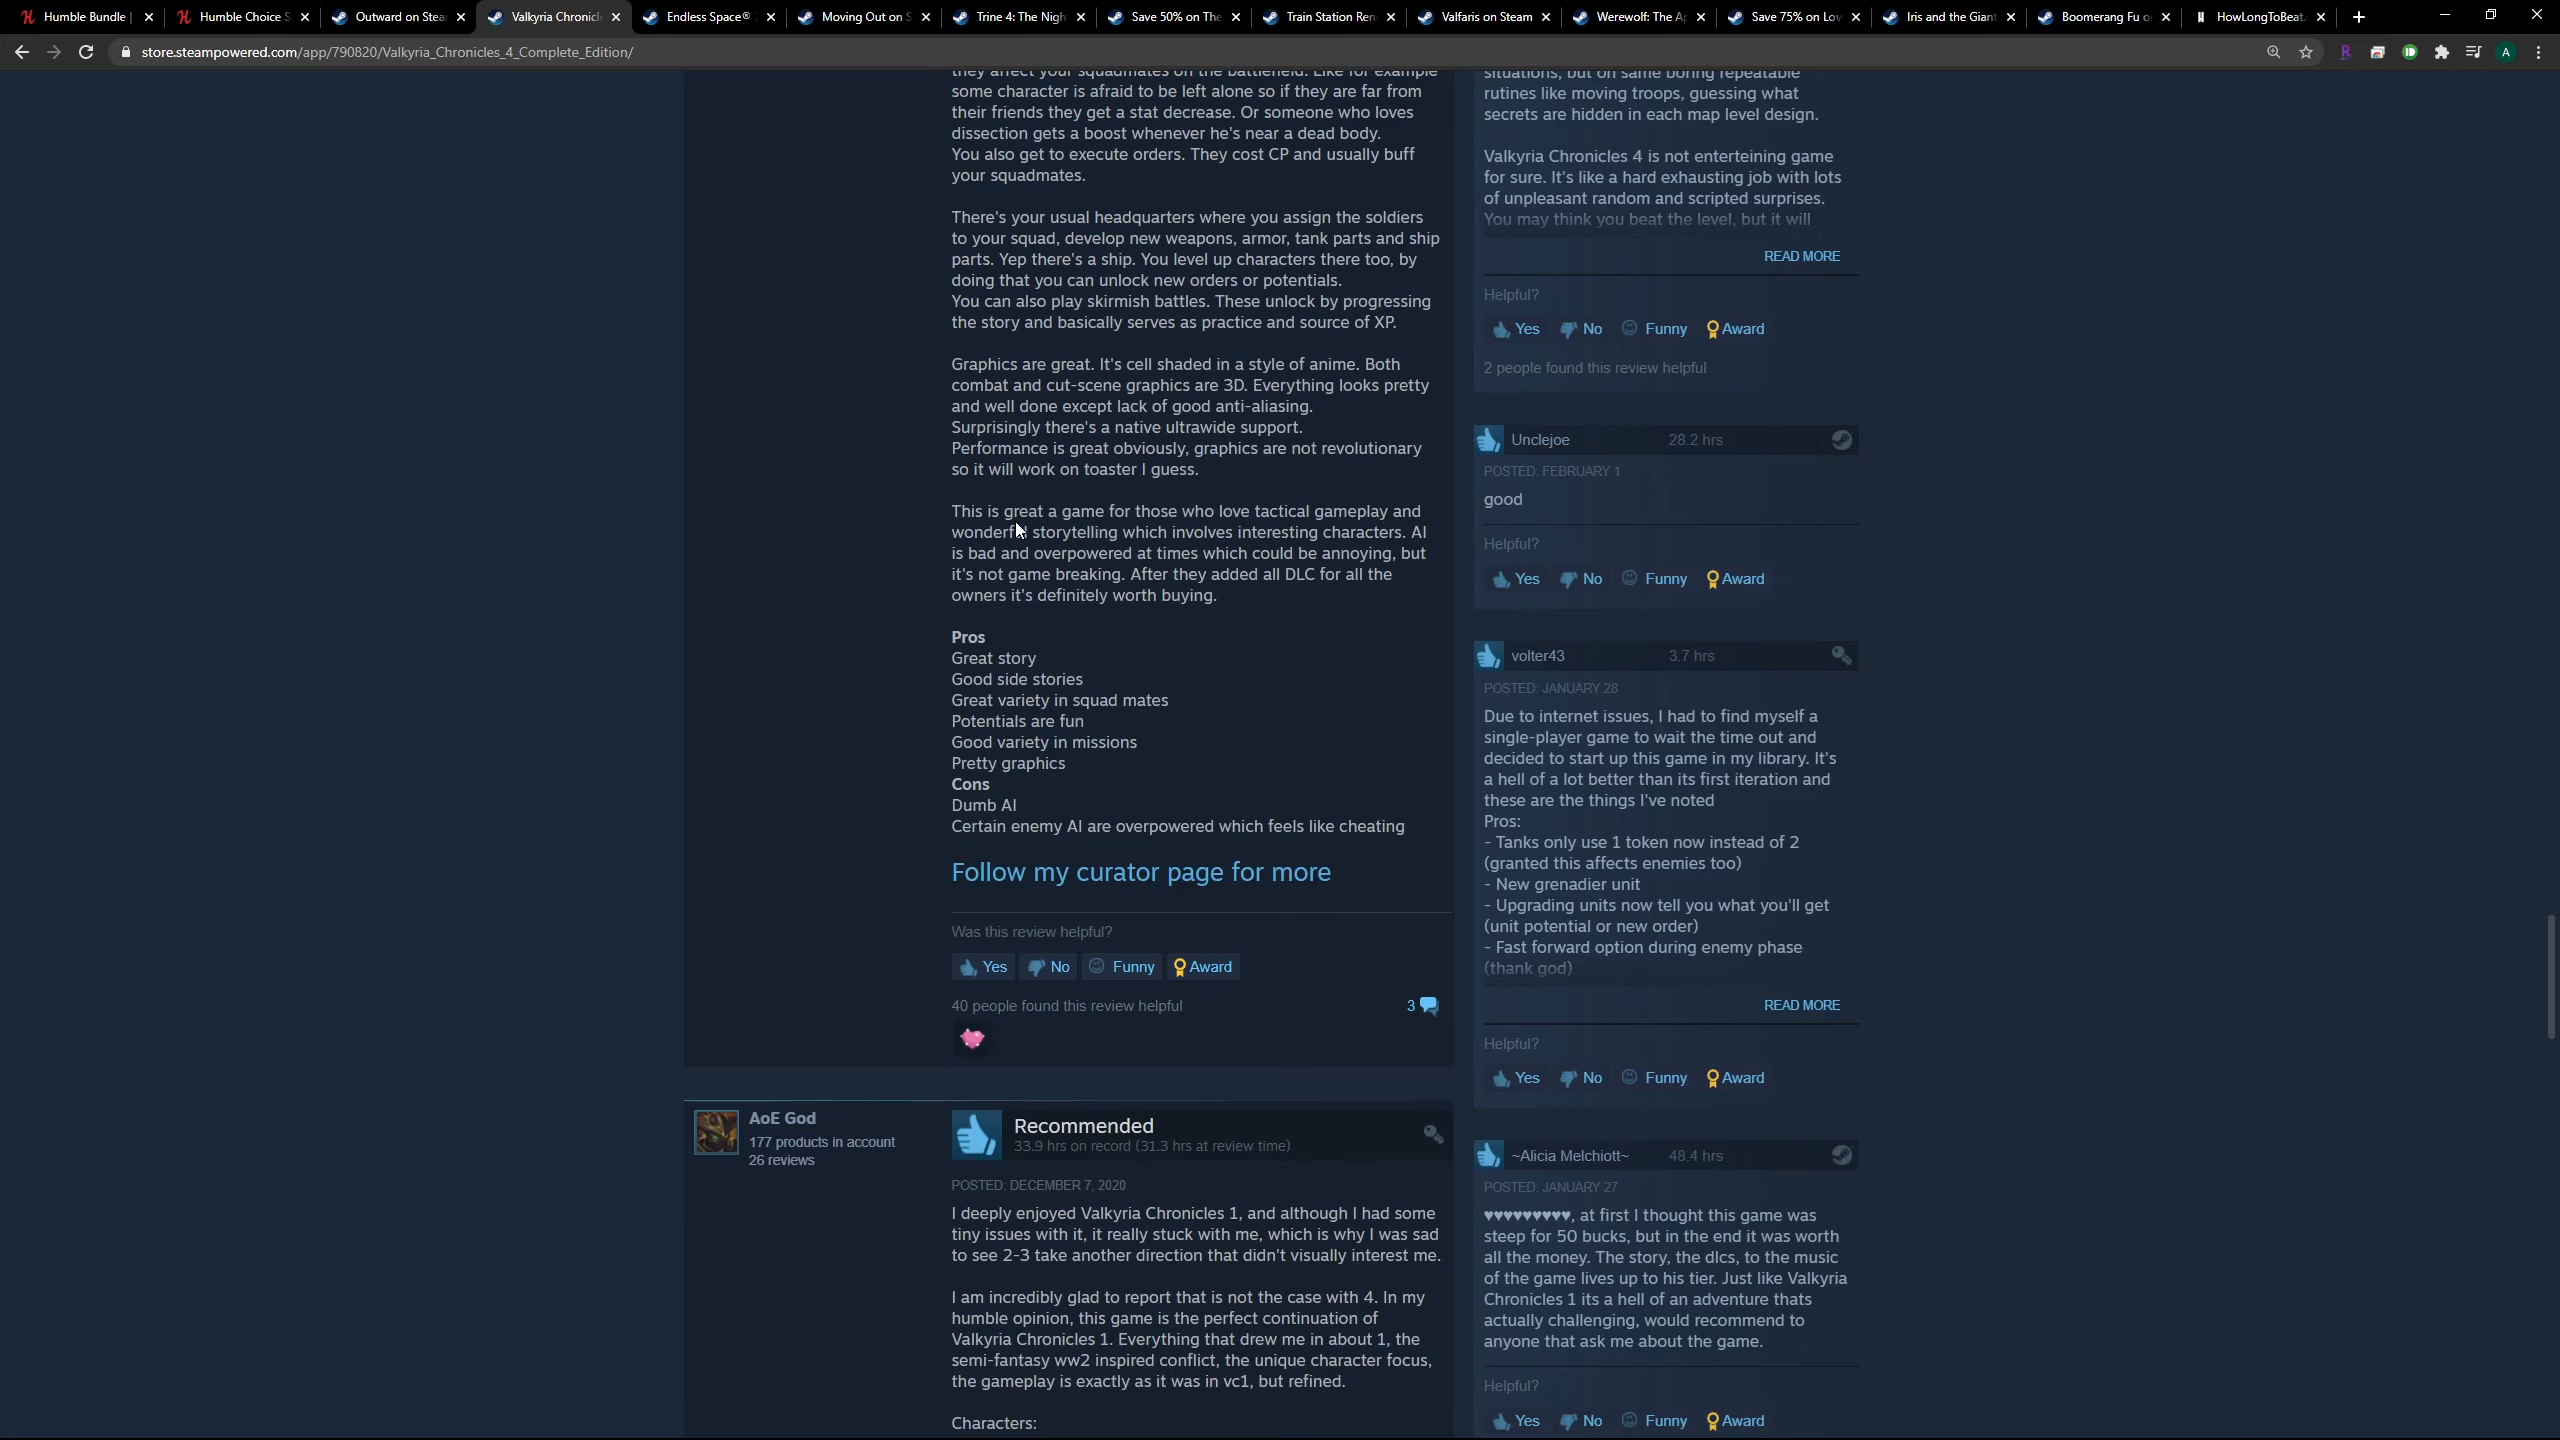 Humble Bundle |
Humble Choice S
Outward on Stea
Valkyria Chronicl
Endless Space®
Moving Out on S
Trine 4: The Nigh
Save 50% on The
Train Station Ren
Valfaris on Steam
Werewolf: The Ap
Save 75% on Lov
Iris and the Giant
Boomerang Fu o
HowLongToBeat.
store.steampowered.com/app/790820/Valkyria_Chronicles_4_Complete_Edition/
they affect your squadmates on the battlefield. Like for example
some character is afraid to be left alone so if they are far from
their friends they get a stat decrease. Or someone who loves
dissection gets a boost whenever he's near a dead body.
You also get to execute orders. They cost CP and usually buff
your squadmates.
There's your usual headquarters where you assign the soldiers
to your squad, develop new weapons, armor, tank parts and ship
parts. Yep there's a ship. You level up characters there too, by
doing that you can unlock new orders or potentials.
You can also play skirmish battles. These unlock by progressing
the story and basically serves as practice and source of XP.
Graphics are great. It's cell shaded in a style of anime. Both
combat and cut-scene graphics are 3D. Everything looks pretty
and well done except lack of good anti-aliasing.
Surprisingly there's a native ultrawide support.
Performance is great obviously, graphics are not revolutionary
so it will work on toaster I guess.
This is great a game for those who love tactical gameplay and
wonderful storytelling which involves interesting characters. AI
is bad and overpowered at times which could be annoying, but
it's not game breaking. After they added all DLC for all the
owners it's definitely worth buying.
Pros
Great story
Good side stories
Great variety in squad mates
Potentials are fun
Good variety in missions
Pretty graphics
Cons
Dumb AI
Certain enemy AI are overpowered which feels like cheating
Follow my curator page for more
Was this review helpful?
Yes No Funny Award
40 people found this review helpful 3
AoE God
177 products in account
26 reviews
Recommended
33.9 hrs on record (31.3 hrs at review time)
POSTED: DECEMBER 7, 2020
I deeply enjoyed Valkyria Chronicles 1, and although I had some
tiny issues with it, it really stuck with me, which is why I was sad
to see 2-3 take another direction that didn't visually interest me.
I am incredibly glad to report that is not the case with 4. In my
humble opinion, this game is the perfect continuation of
Valkyria Chronicles 1. Everything that drew me in about 1, the
semi-fantasy ww2 inspired conflict, the unique character focus,
the gameplay is exactly as it was in vc1, but refined.
Characters:
situations, but on same boring repeatable
rutines like moving troops, guessing what
secrets are hidden in each map level design.
Valkyria Chronicles 4 is not enterteining game
for sure. It's like a hard exhausting job with lots
of unpleasant random and scripted surprises.
You may think you beat the level, but it will
READ MORE
Helpful?
Yes No Funny Award
2 people found this review helpful
Unclejoe 28.2 hrs
POSTED: FEBRUARY 1
good
Helpful?
Yes No Funny Award
volter43 3.7 hrs
POSTED: JANUARY 28
Due to internet issues, I had to find myself a
single-player game to wait the time out and
decided to start up this game in my library. It's
a hell of a lot better than its first iteration and
these are the things I've noted
Pros:
- Tanks only use 1 token now instead of 2
(granted this affects enemies too)
- New grenadier unit
- Upgrading units now tell you what you'll get
(unit potential or new order)
- Fast forward option during enemy phase
(thank god)
READ MORE
Helpful?
Yes No Funny Award
~Alicia Melchiott~ 48.4 hrs
POSTED: JANUARY 27
♥♥♥♥♥♥♥♥♥, at first I thought this game was
steep for 50 bucks, but in the end it was worth
all the money. The story, the dlcs, to the music
of the game lives up to his tier. Just like Valkyria
Chronicles 1 its a hell of an adventure thats
actually challenging, would recommend to
anyone that ask me about the game.
Helpful?
Yes No Funny Award